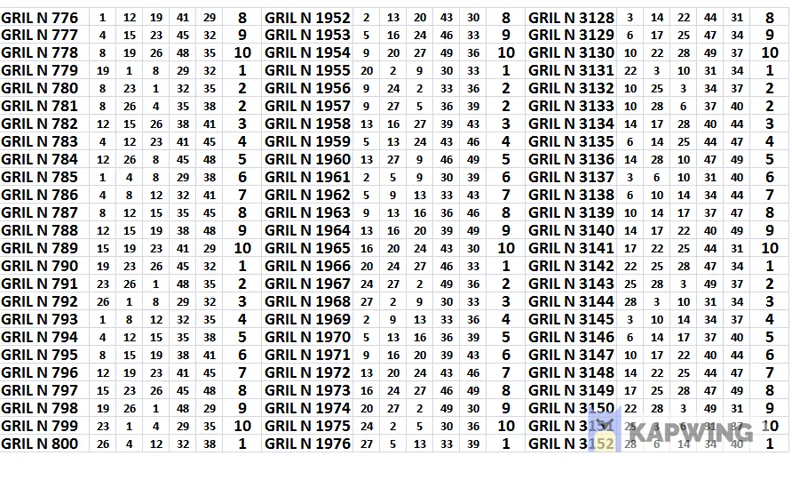 GRIL N 776 1 12 19 41 29 8 GRIL N 1952 2 13 20 43 30 8 GRIL N 3128 3 14 22 44 31 8
GRIL N 777 4 15 23 45 32 9 GRIL N 1953 5 16 24 46 33 9 GRIL N 3129 6 17 25 47 34 9
GRIL N 778 8 19 26 48 35 10 GRIL N 1954 9 20 27 49 36 10 GRIL N 3130 10 22 28 49 37 10
GRIL N 779 19 1 8 29 32 1 GRIL N 1955 20 2 9 30 33 1 GRIL N 3131 22 3 10 31 34 1
GRIL N 780 8 23 1 32 35 2 GRIL N 1956 9 24 2 33 36 2 GRIL N 3132 10 25 3 34 37 2
GRIL N 781 8 26 4 35 38 2 GRIL N 1957 9 27 5 36 39 2 GRIL N 3133 10 28 6 37 40 2
GRIL N 782 12 15 26 38 41 3 GRIL N 1958 13 16 27 39 43 3 GRIL N 3134 14 17 28 40 44 3
GRIL N 783 4 12 23 41 45 4 GRIL N 1959 5 13 24 43 46 4 GRIL N 3135 6 14 25 44 47 4
GRIL N 784 12 26 8 45 48 5 GRIL N 1960 13 27 9 46 49 5 GRIL N 3136 14 28 10 47 49 5
GRIL N 785 1 4 8 29 38 6 GRIL N 1961 2 5 9 30 39 6 GRIL N 3137 3 6 10 31 40 6
GRIL N 786 4 8 12 32 41 7 GRIL N 1962 5 9 13 33 43 7 GRIL N 3138 6 10 14 34 44 7
GRIL N 787 8 12 15 35 45 8 GRIL N 1963 9 13 16 36 46 8 GRIL N 3139 10 14 17 37 47 8
GRIL N 788 12 15 19 38 48 9 GRIL N 1964 13 16 20 39 49 9 GRIL N 3140 14 17 22 40 49 9
GRIL N 789 15 19 23 41 29 10 GRIL N 1965 16 20 24 43 30 10 GRIL N 3141 17 22 25 44 31 10
GRIL N 790 19 23 26 45 32 1 GRIL N 1966 20 24 27 46 33 1 GRIL N 3142 22 25 28 47 34 1
GRIL N 791 23 26 1 48 35 2 GRIL N 1967 24 27 2 49 36 2 GRIL N 3143 25 28 3 49 37 2
GRIL N 792 26 1 8 29 32 3 GRIL N 1968 27 2 9 30 33 3 GRIL N 3144 28 3 10 31 34 3
GRIL N 793 1 8 12 32 35 4 GRIL N 1969 2 9 13 33 36 4 GRIL N 3145 3 10 14 34 37 4
GRIL N 794 4 12 15 35 38 5 GRIL N 1970 5 13 16 36 39 5 GRIL N 3146 6 14 17 37 40 5
GRIL N 795 8 15 19 38 41 6 GRIL N 1971 9 16 20 39 43 6 GRIL N 3147 10 17 22 40 44 6
GRIL N 796 12 19 23 41 45 7 GRIL N 1972 13 20 24 43 46 7 GRIL N 3148 14 22 25 44 47 7
GRIL N 797 15 23 26 45 48 8 GRIL N 1973 16 24 27 46 49 8 GRIL N 3149 17 25 28 47 49 8
GRIL N 798 19 26 1 48 29 9 GRIL N 1974 20 27 2 49 30 9 GRIL N 3150 22 28 3 49 31 9
GRIL N 799 23 1 4 29 35 10 GRIL N 1975 24 2 5 30 36 10 GRIL N 3151 25 3 6 31 37 10
GRIL N 800 26 4 12 32 38 1 GRIL N 1976 27 5 13 33 39 1 GRIL N 3152 28 6 14 34 40 1
KAPWING